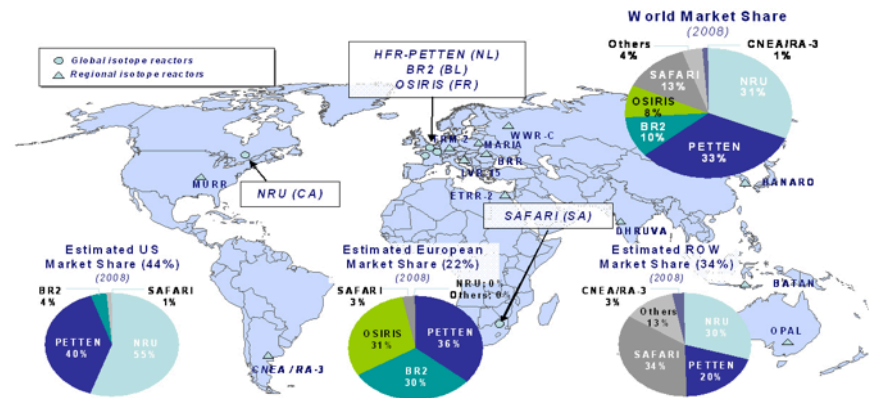 World Market Share
(2008)
Global isotope reactors
Regional isotope reactors
HFR-PETTEN (NL)
BR2 (BL)
OSIRIS (FR)
Others
4%
CNEA/RA-3
1%
SAFARI
13%
NRU
31%
OSIRIS
8%
BR2
10%
PETTEN
33%
WWR-C
FRM-2
MARIA
BRR
LVR-15
ETRR-2
MURR
NRU (CA)
SAFARI (SA)
HANARO
DHRUVA
BATAN
OPAL
CNEA / RA-3
Estimated US
Market Share (44%)
(2008)
BR2
4%
SAFARI
1%
PETTEN
40%
NRU
55%
Estimated European
Market Share (22%)
(2008)
SAFARI
3%
NRU; 0%
Others; 0%
OSIRIS
31%
PETTEN
36%
BR2
30%
Estimated ROW
Market Share (34%)
(2008)
CNEA/RA-3
3%
Others
13%
NRU
30%
SAFARI
34%
PETTEN
20%